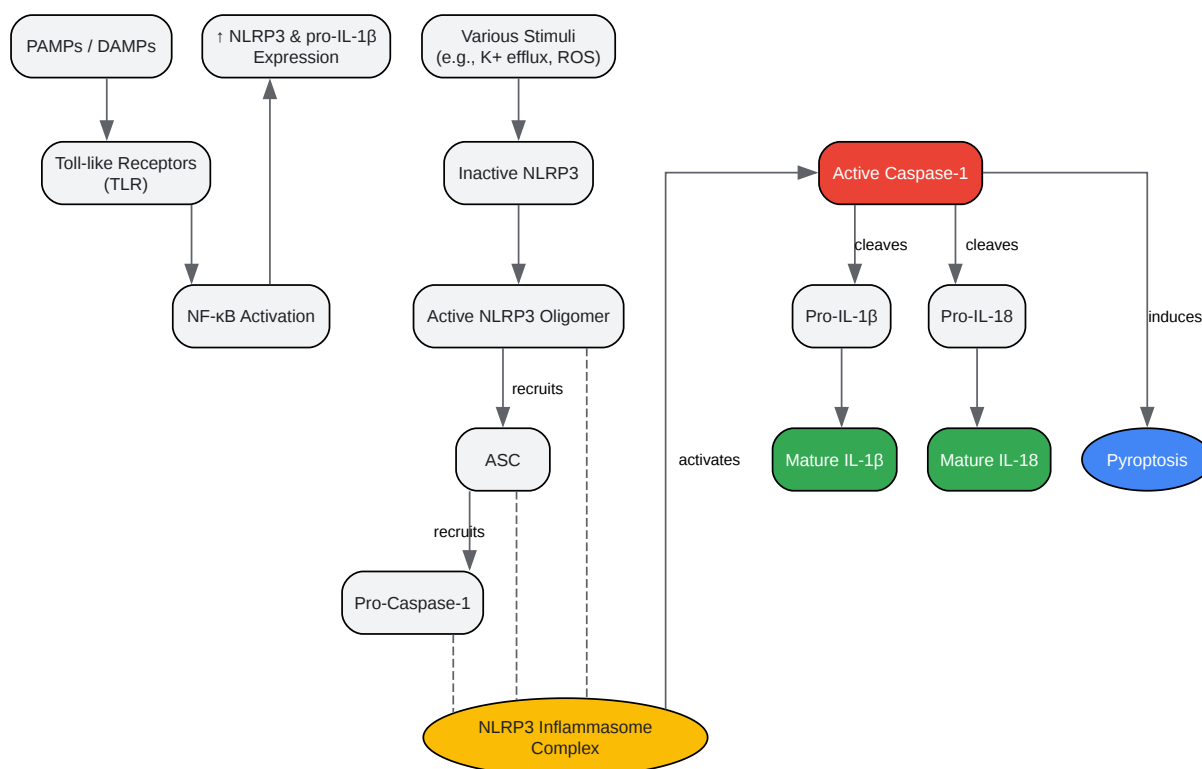 PAMPs / DAMPs
↑ NLRP3 & pro-IL-1β
Expression
Various Stimuli
(e.g., K+ efflux, ROS)
Toll-like Receptors
(TLR)
Inactive NLRP3
Active Caspase-1
cleaves
cleaves
NF-κB Activation
Active NLRP3 Oligomer
Pro-IL-1β
Pro-IL-18
induces
recruits
ASC
activates
Mature IL-1β
Mature IL-18
Pyroptosis
recruits
Pro-Caspase-1
NLRP3 Inflammasome
Complex